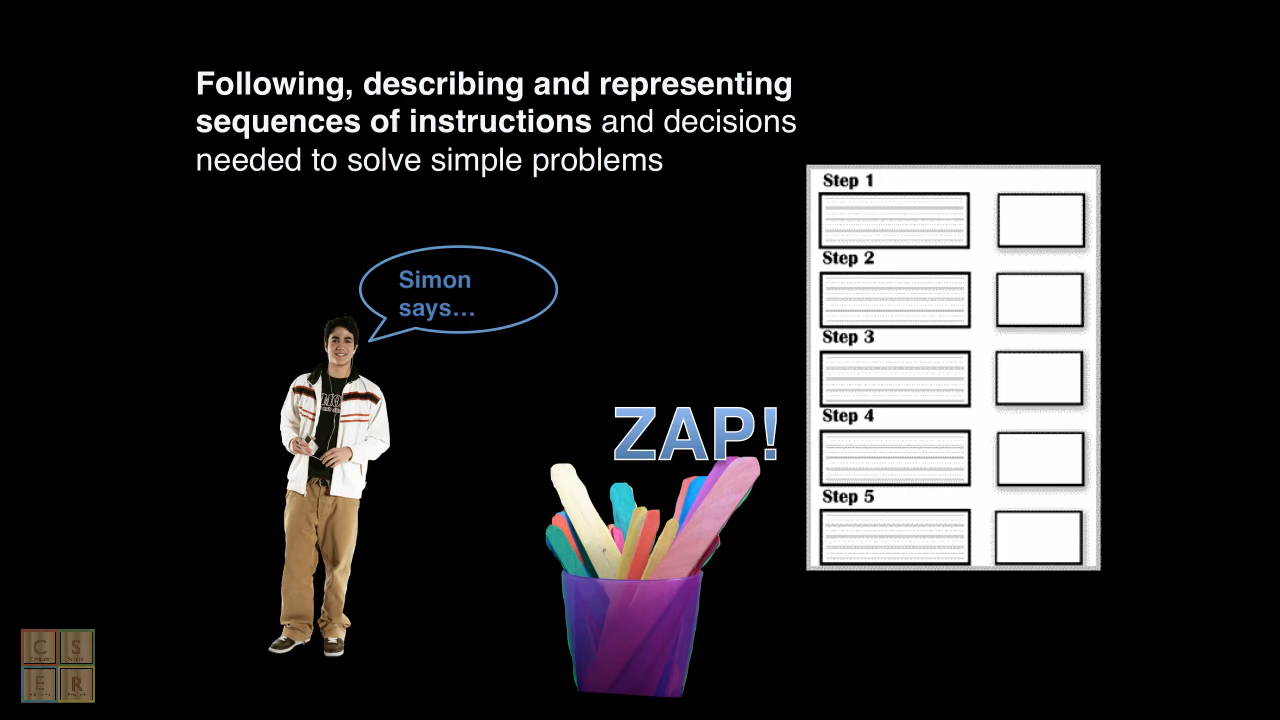 Following, describing and representing
sequences of instructions and decisions
needed to solve simple problems
Simon
says…
ZAP!
Step 1
Step 2
Step 3
Step 4
Step 5
C S
E R